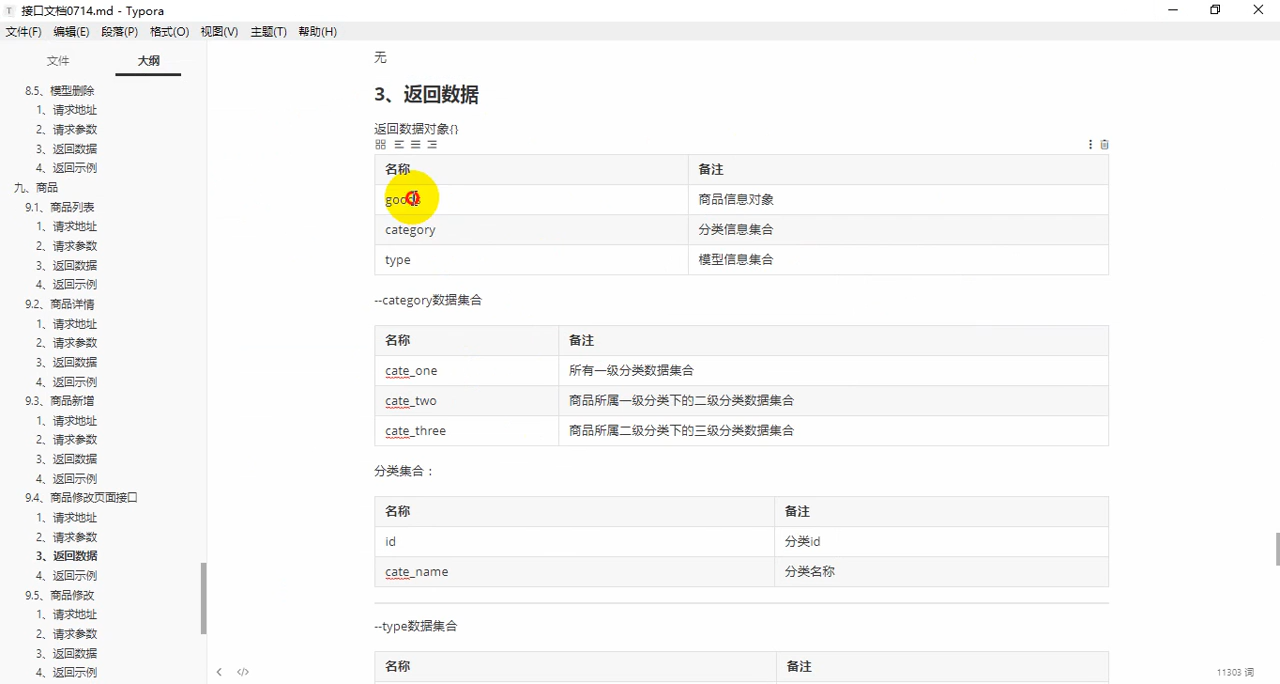 接口文档0714.md - Typora
文件(F) 编辑(E) 段落(P) 格式(O) 视图(V) 主题(T) 帮助(H)
文件 大纲
8.5、模型删除
1、请求地址
2、请求参数
3、返回数据
4、返回示例
九、商品
9.1、商品列表
1、请求地址
2、请求参数
3、返回数据
4、返回示例
9.2、商品详情
1、请求地址
2、请求参数
3、返回数据
4、返回示例
9.3、商品新增
1、请求地址
2、请求参数
3、返回数据
4、返回示例
9.4、商品修改页面接口
1、请求地址
2、请求参数
3、返回数据
4、返回示例
9.5、商品修改
1、请求地址
2、请求参数
3、返回数据
4、返回示例
无
3、返回数据
返回数据对象{}
名称 备注
goods 商品信息对象
category 分类信息集合
type 模型信息集合
--category数据集合
名称 备注
cate_one 所有一级分类数据集合
cate_two 商品所属一级分类下的二级分类数据集合
cate_three 商品所属二级分类下的三级分类数据集合
分类集合：
名称 备注
id 分类id
cate_name 分类名称
--type数据集合
名称 备注
11303 词